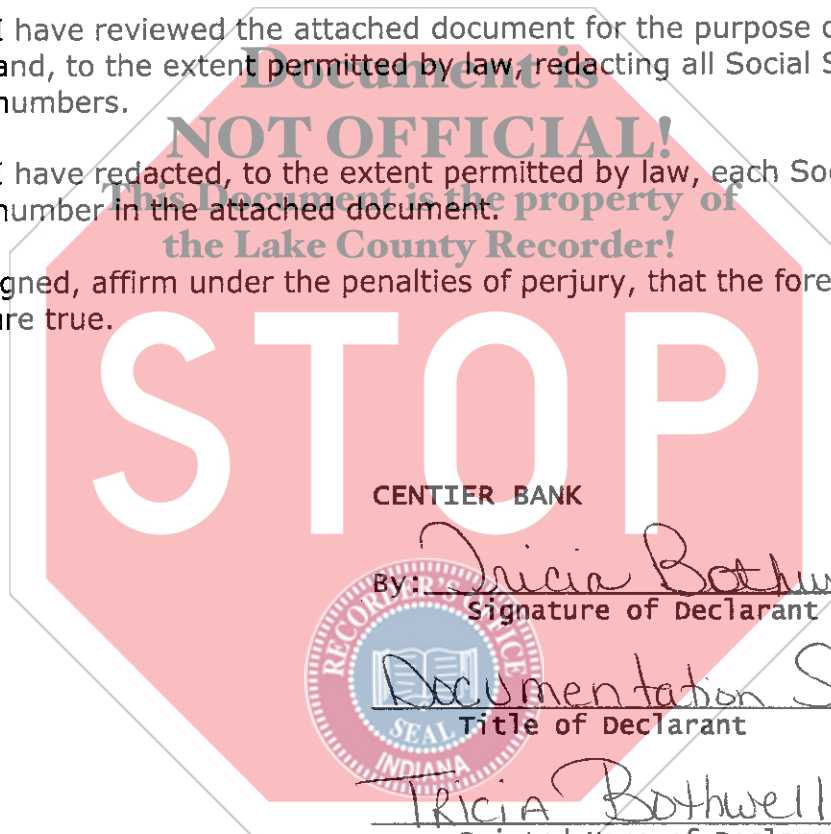 I have reviewed the attached document for the purpose
Document is
and, to the extent permitted by law, redacting all Social
numbers.
NOT OFFICIAL!
I have redacted, to the extent permitted by law, each
This Document is the property of
number in the attached document.
the Lake County Recorder!
gned, affirm under the penalties of perjury, that the fore
are true.
STOP
CENTIER BANK
By: Tricia Bothw
Signature of Declarant
RECORDER'S OFFICE
Documentation S
Title of Declarant
SEAL
INDIANA
TRICIA Bothwell